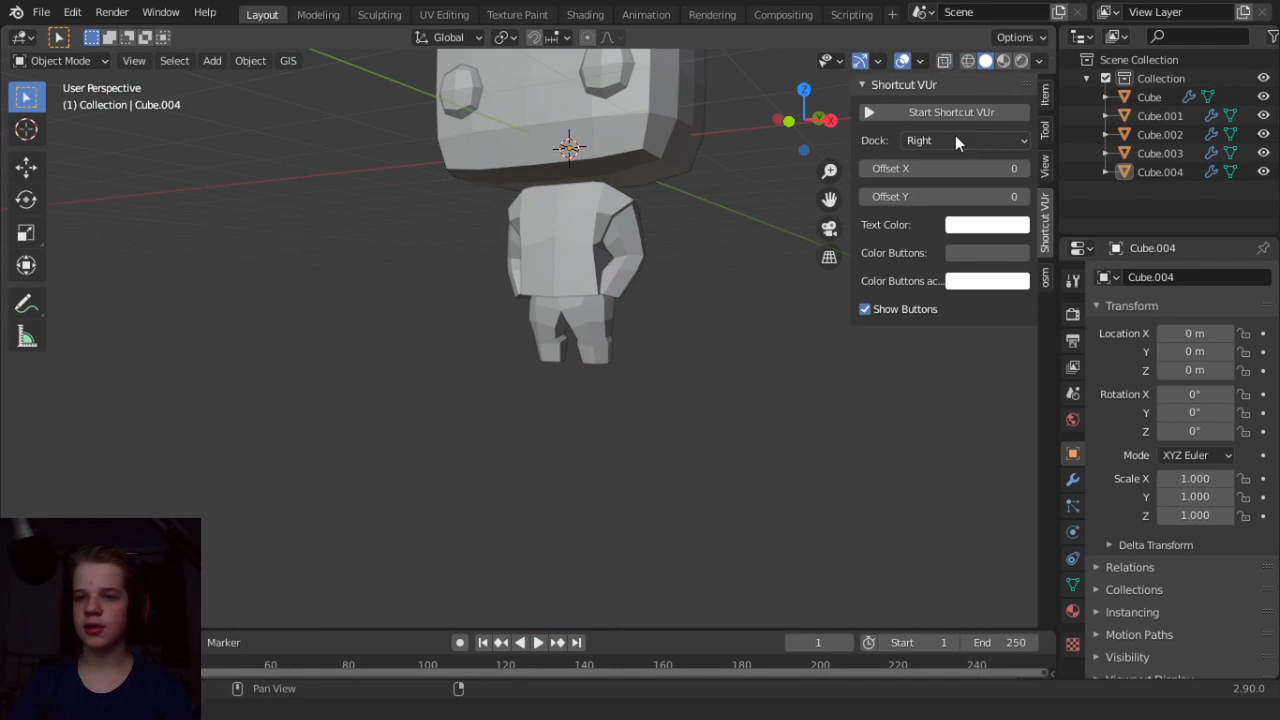 File Edit Render Window Help Layout Modeling Sculpting UV Editing Texture Paint Shading Animation Rendering Compositing Scripting + Scene View Layer
Global Options
Object Mode View Select Add Object GIS
User Perspective
(1) Collection | Cube.004
Z
Y
X
Shortcut VUr
Start Shortcut VUr
Dock: Right
Offset X 0
Offset Y 0
Text Color:
Color Buttons:
Color Buttons ac...
Show Buttons
Item
Tool
View
Shortcut VUr
osm
Scene Collection
Collection
Cube
Cube.001
Cube.002
Cube.003
Cube.004
Cube.004
Cube.004
Transform
Location X 0 m
Y 0 m
Z 0 m
Rotation X 0°
Y 0°
Z 0°
Mode XYZ Euler
Scale X 1.000
Y 1.000
Z 1.000
Delta Transform
Relations
Collections
Instancing
Motion Paths
Visibility
Marker 1 Start 1 End 250
60 80 100 120 140 160 180 200 220 240
Pan View 2.90.0